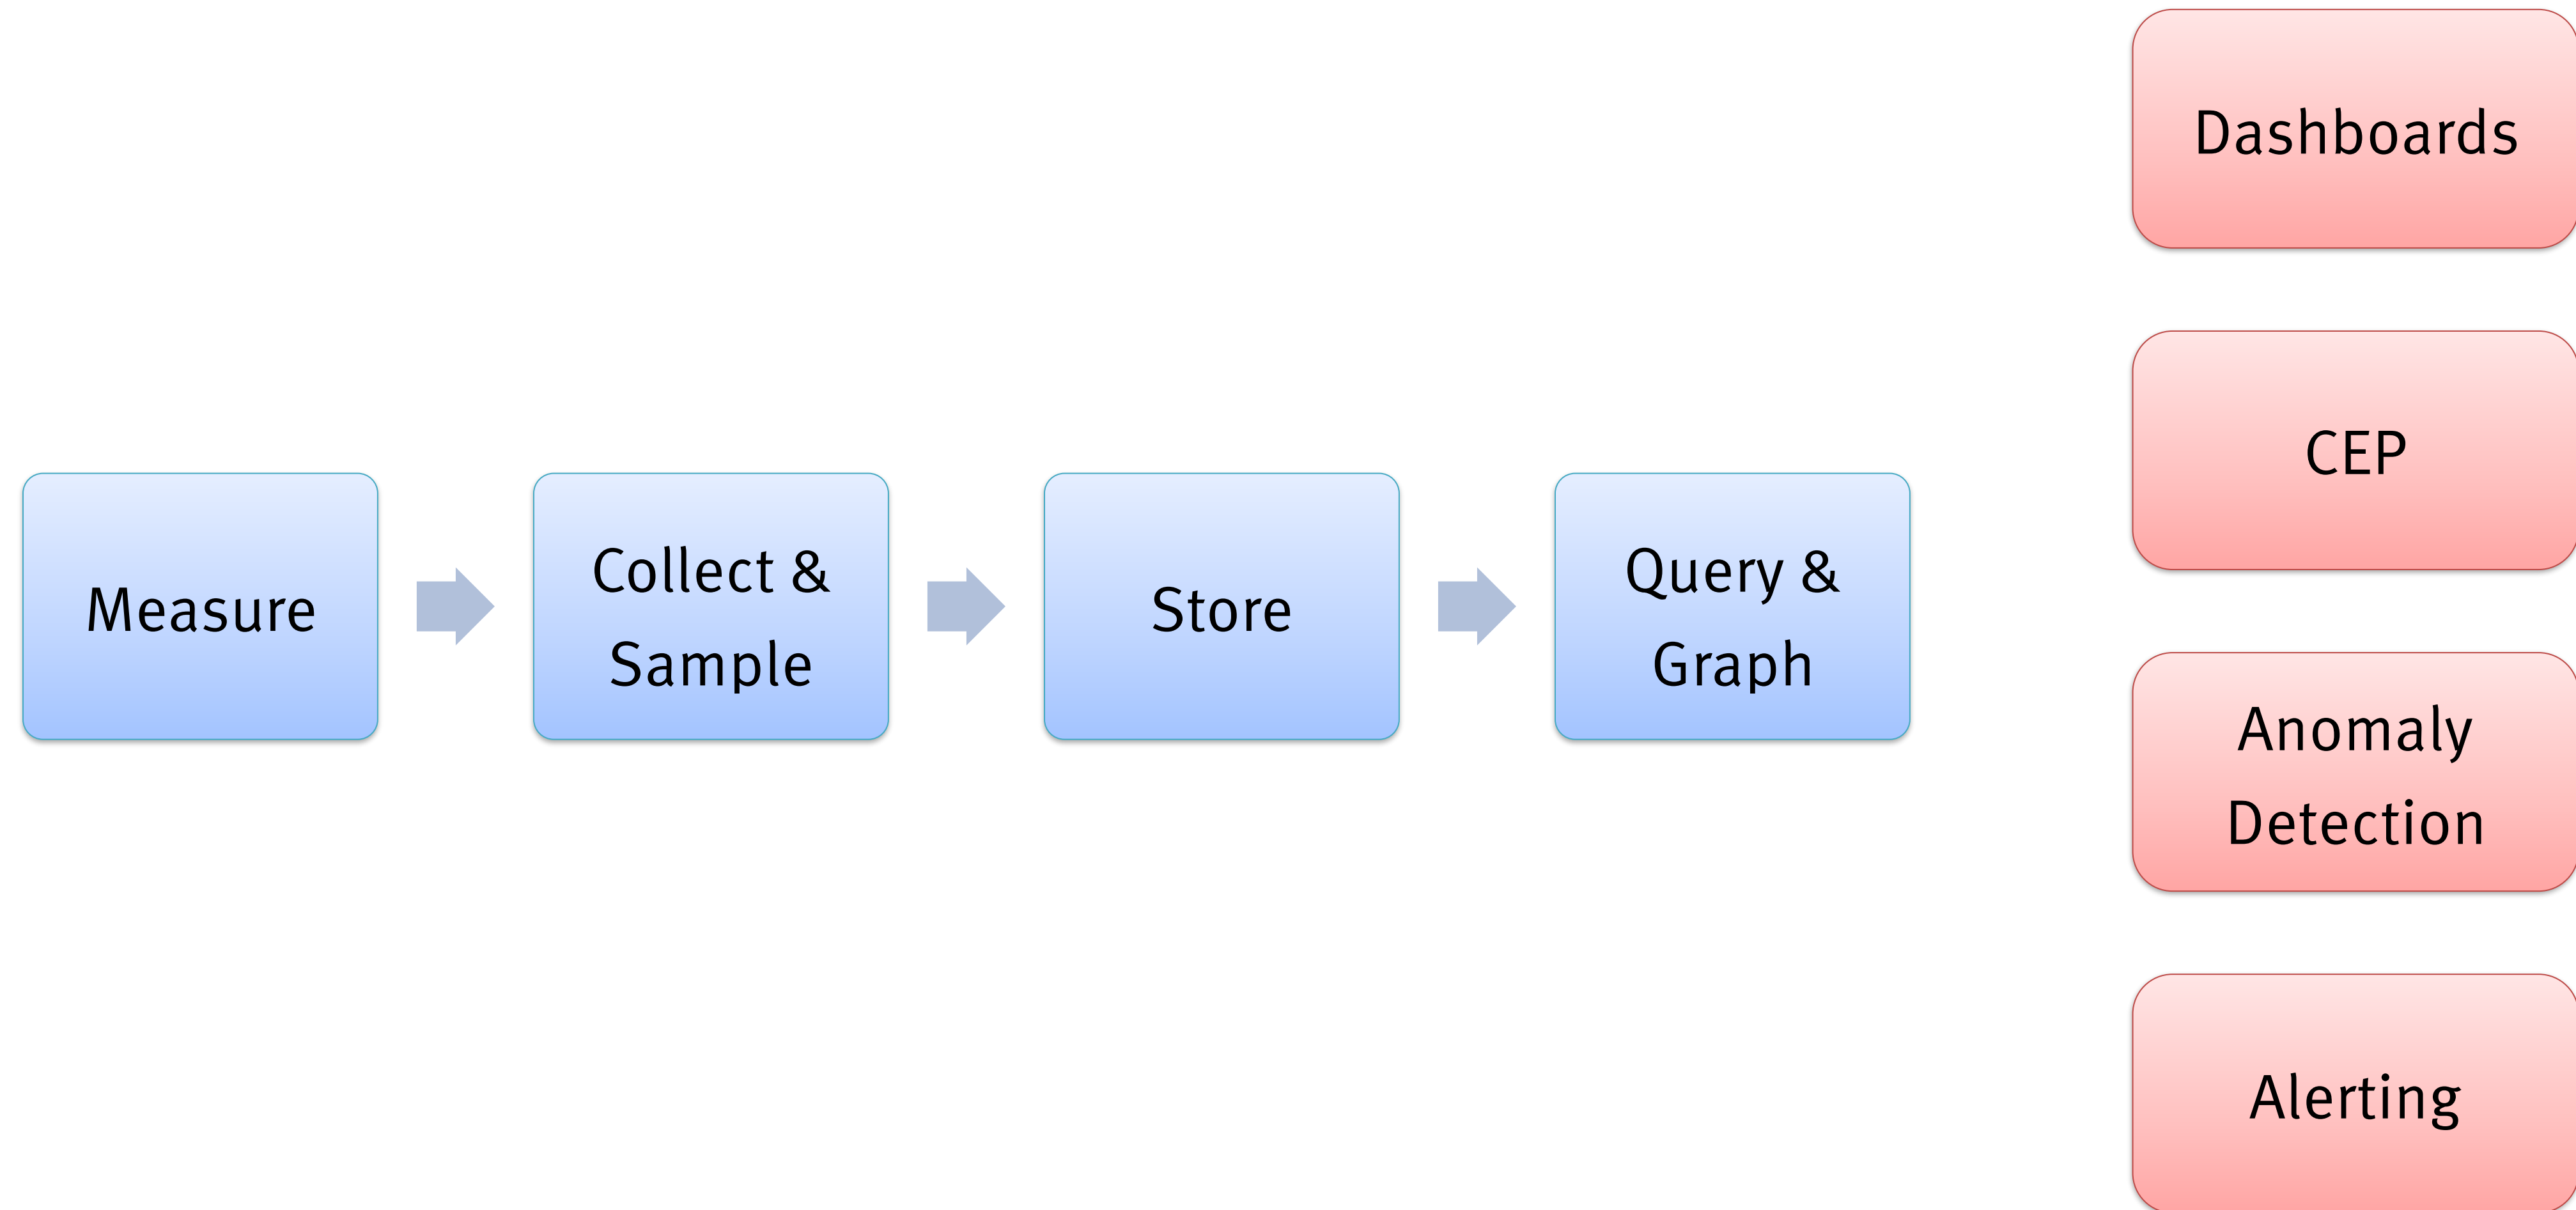 Measure
Collect &
Sample
Store
Query &
Graph
Dashboards
CEP
Anomaly
Detection
Alerting